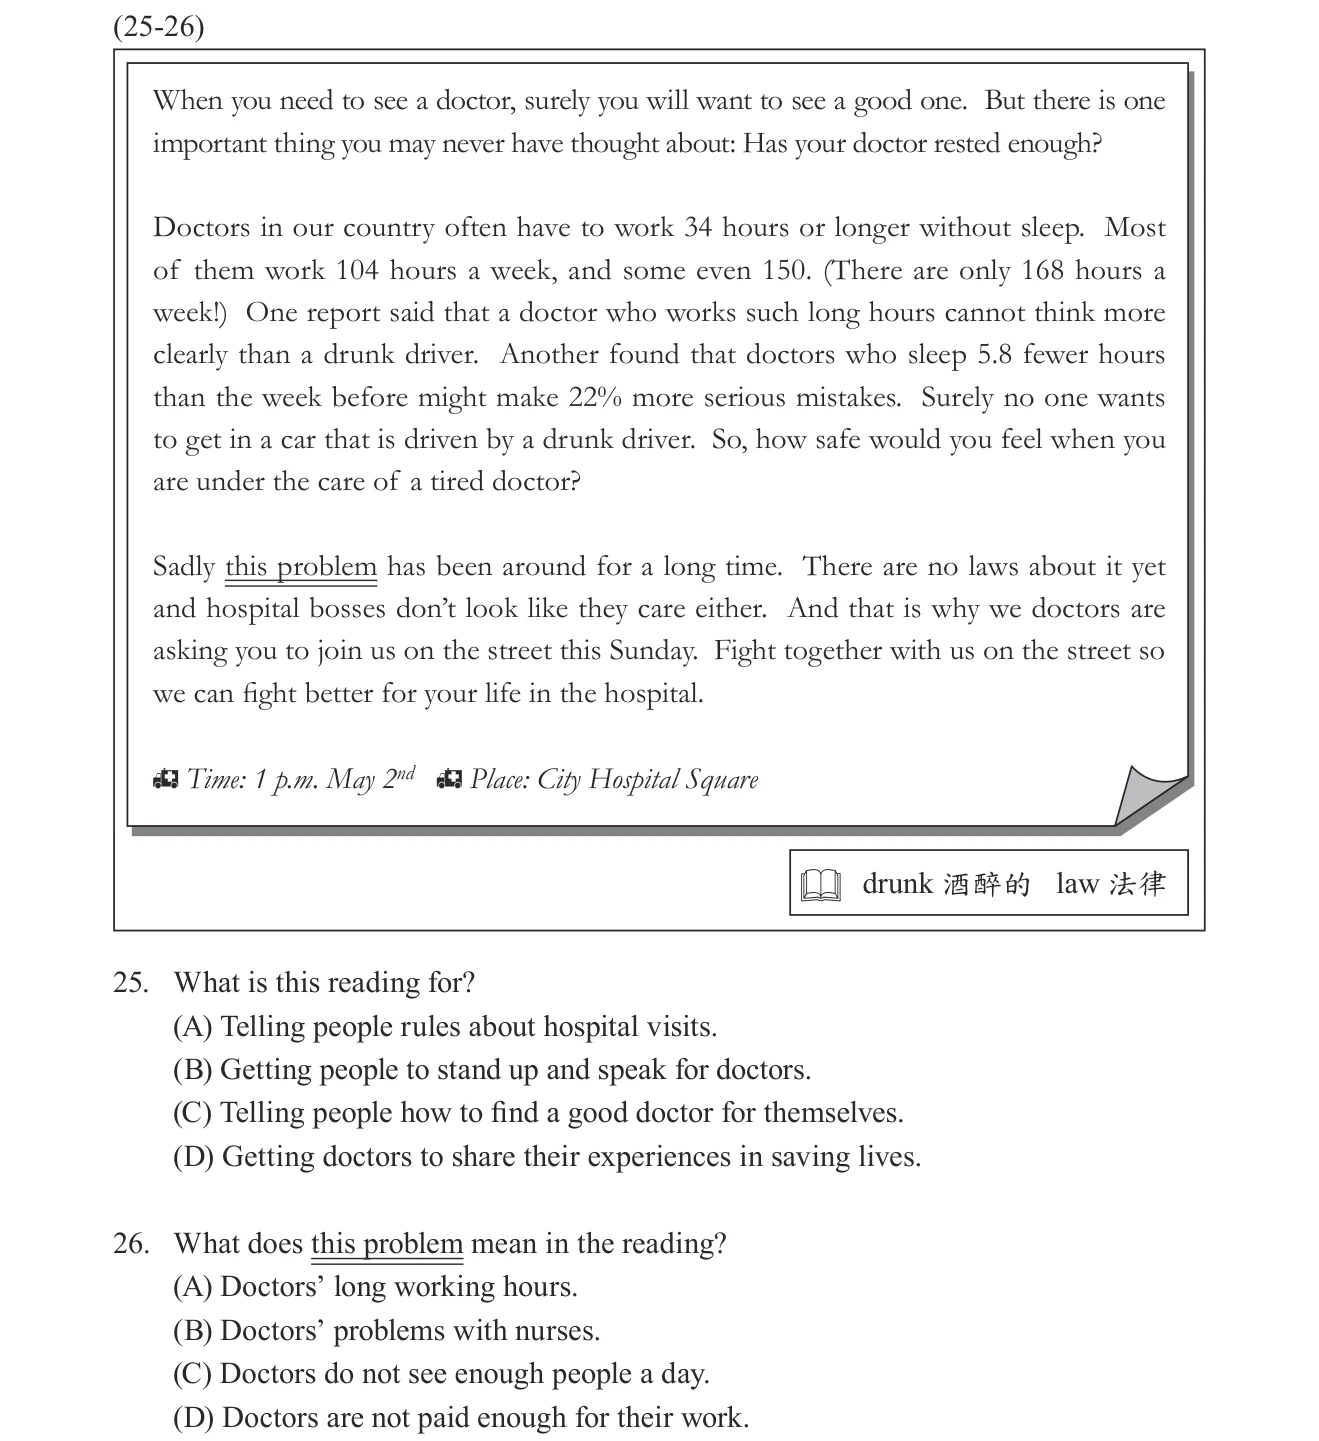 (25-26)
When you need to see a doctor, surely you will want to see a good one. But there is one
important thing you may never have thought about: Has your doctor rested enough?
Doctors in our country often have to work 34 hours or longer without sleep. Most
of them work 104 hours a week, and some even 150. (There are only 168 hours a
week!) One report said that a doctor who works such long hours cannot think more
clearly than a drunk driver. Another found that doctors who sleep 5.8 fewer hours
than the week before might make 22% more serious mistakes. Surely no one wants
to get in a car that is driven by a drunk driver. So, how safe would you feel when you
are under the care of a tired doctor?
Sadly this problem has been around for a long time. There are no laws about it yet
and hospital bosses don’t look like they care either. And that is why we doctors are
asking you to join us on the street this Sunday. Fight together with us on the street so
we can fight better for your life in the hospital.
Time: 1 p.m. May 2nd Place: City Hospital Square
drunk 酒醉的 law 法律
25. What is this reading for?
(A) Telling people rules about hospital visits.
(B) Getting people to stand up and speak for doctors.
(C) Telling people how to find a good doctor for themselves.
(D) Getting doctors to share their experiences in saving lives.
26. What does this problem mean in the reading?
(A) Doctors’ long working hours.
(B) Doctors’ problems with nurses.
(C) Doctors do not see enough people a day.
(D) Doctors are not paid enough for their work.